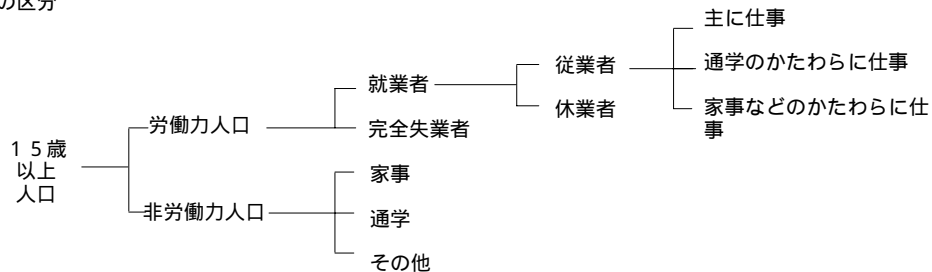 の区分
１５歳
以上
人口
労働力人口
就業者
従業者
主に仕事
通学のかたわらに仕事
家事などのかたわらに仕
事
休業者
完全失業者
非労働力人口
家事
通学
その他